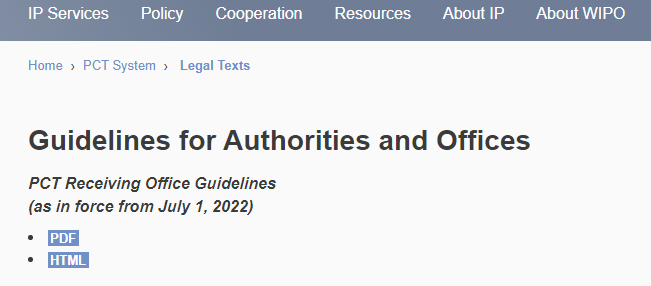 IP Services Policy Cooperation Resources About IP About WIPO
Home › PCT System › Legal Texts
Guidelines for Authorities and Offices
PCT Receiving Office Guidelines
(as in force from July 1, 2022)
• PDF
• HTML